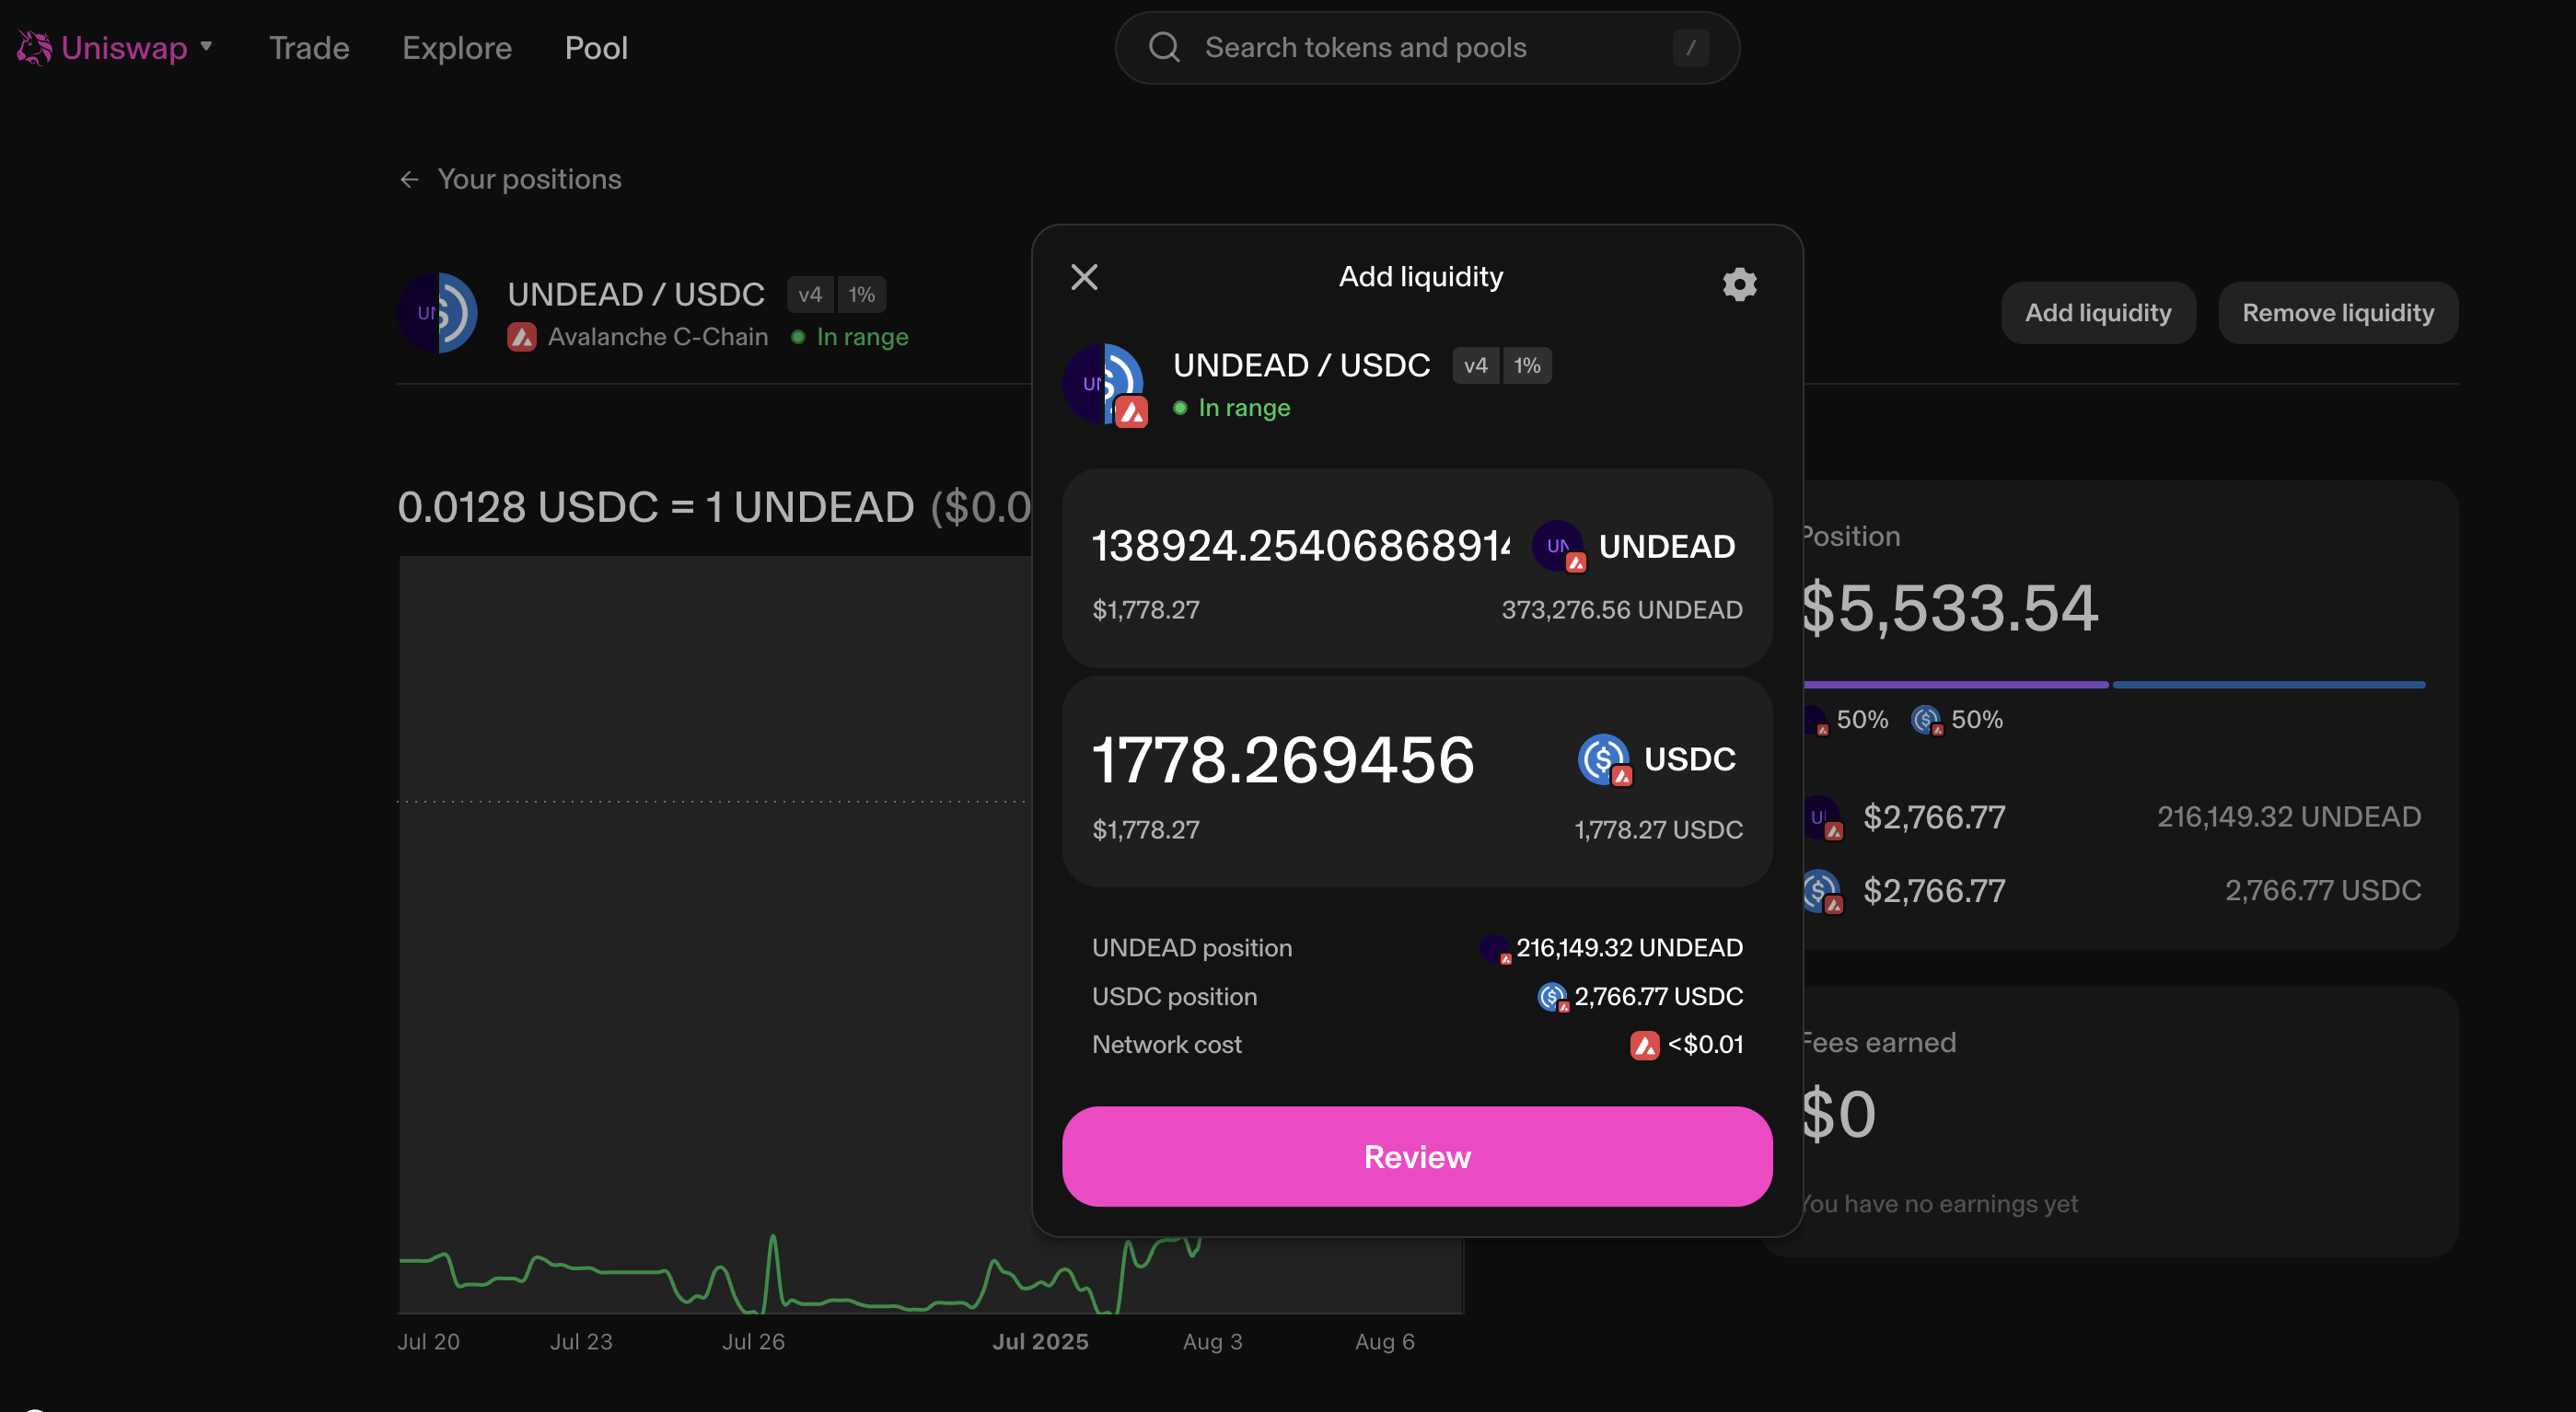 Uniswap Trade Explore Pool Search tokens and pools /
← Your positions
UNDEAD / USDC v4 1%
Avalanche C-Chain In range
Add liquidity Remove liquidity
0.0128 USDC = 1 UNDEAD ($0.0
Jul 20 Jul 23 Jul 26 Jul 2025 Aug 3 Aug 6
Add liquidity
UNDEAD / USDC v4 1%
In range
138924.25406868914 UNDEAD
$1,778.27 373,276.56 UNDEAD
1778.269456 USDC
$1,778.27 1,778.27 USDC
UNDEAD position 216,149.32 UNDEAD
USDC position 2,766.77 USDC
Network cost <$0.01
Review
Position
$5,533.54
50% 50%
$2,766.77 216,149.32 UNDEAD
$2,766.77 2,766.77 USDC
Fees earned
$0
You have no earnings yet